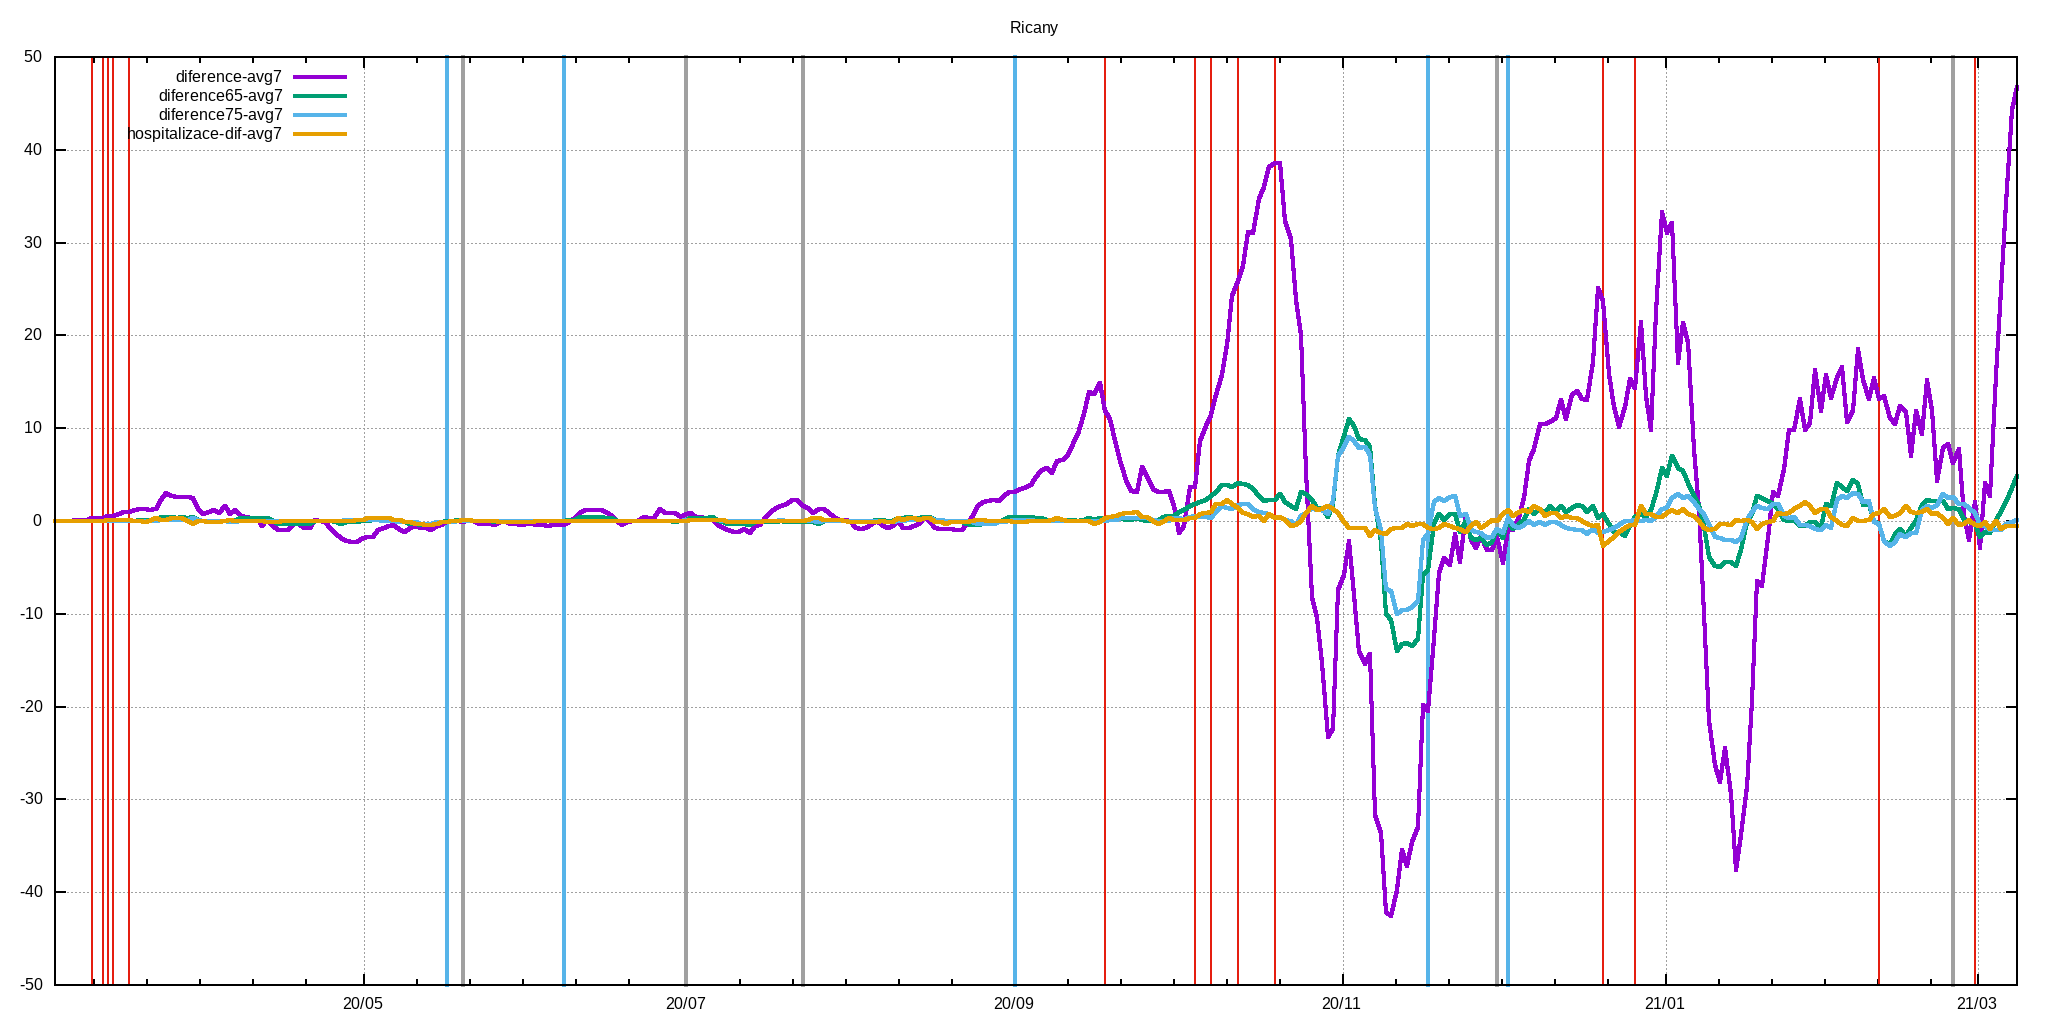 Ricany
diference-avg7
diference65-avg7
diference75-avg7
hospitalizace-dif-avg7
50
40
30
20
10
0
-10
-20
-30
-40
-50
20/05 20/07 20/09 20/11 21/01 21/03